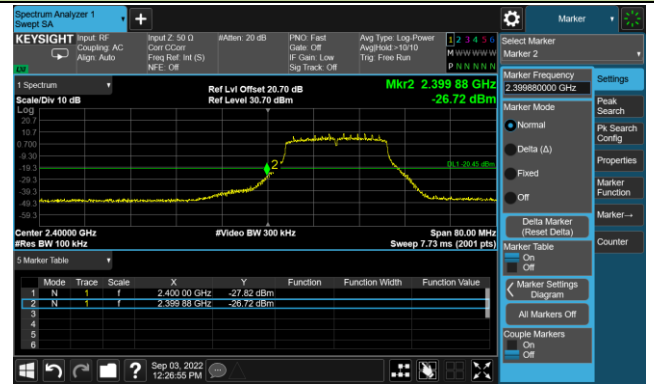 Spectrum Analyzer 1
Swept SA
+
Marker
KEYSIGHT
Input: RF
Coupling: AC
Align: Auto
Input Z: 50 Ω
Corr CCorr
Freq Ref: Int (S)
NFE: Off
#Atten: 20 dB
PNO: Fast
Gate: Off
IF Gain: Low
Sig Track: Off
Avg Type: Log-Power
Avg|Hold:>10/10
Trig: Free Run
1 2 3 4 5 6
M W W W W W
P N N N N N
Select Marker
Marker 2
1 Spectrum
Ref Lvl Offset 20.70 dB
Mkr2 2.399 88 GHz
Scale/Div 10 dB
Ref Level 30.70 dBm
-26.72 dBm
Log
20.7
10.7
0.700
-9.30
-19.3
-29.3
-39.3
-49.3
-59.3
2
DL1 -20.45 dBm
Center 2.40000 GHz
#Video BW 300 kHz
Span 80.00 MHz
#Res BW 100 kHz
Sweep 7.73 ms (2001 pts)
5 Marker Table
Mode Trace Scale X Y Function Function Width Function Value
1 N 1 f 2.400 00 GHz -27.82 dBm
2 N 1 f 2.399 88 GHz -26.72 dBm
3
4
5
6
Marker Frequency
2.399880000 GHz
Marker Mode
Normal
Delta (Δ)
Fixed
Off
Delta Marker
(Reset Delta)
Marker Table
On
Off
Marker Settings
Diagram
All Markers Off
Couple Markers
On
Off
Settings
Peak
Search
Pk Search
Config
Properties
Marker
Function
Marker→
Counter
?
Sep 03, 2022
12:26:55 PM